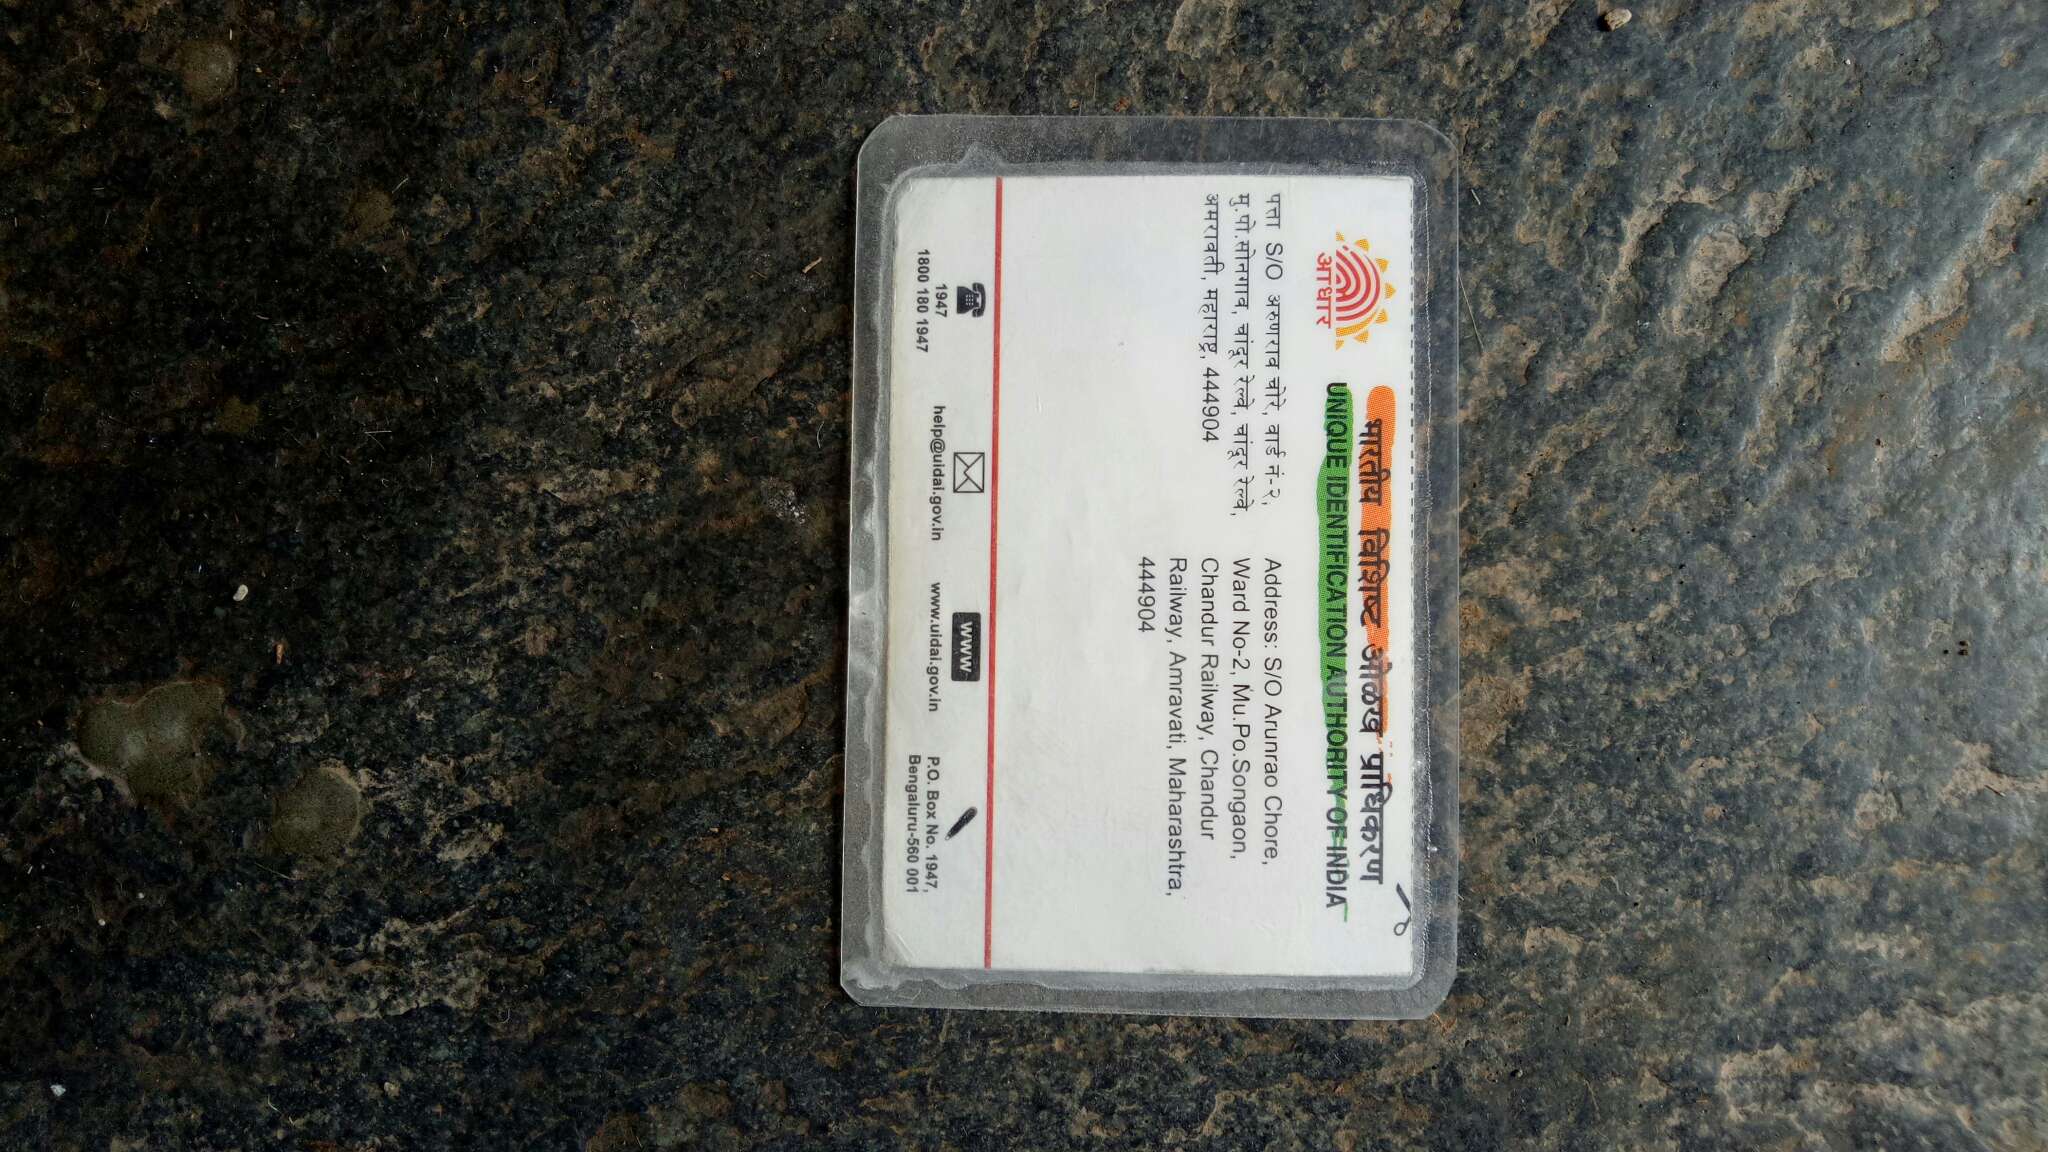 आधार
भारतीय विशिष्ट ओळख प्राधिकरण
UNIQUE IDENTIFICATION AUTHORITY OF INDIA
पत्ता S/O अरुणराव चोरे, वार्ड नं-२,
मु.पो.सोनगाव, चांदूर रेल्वे, चांदूर रेल्वे,
अमरावती, महाराष्ट्र, 444904
Address: S/O Arunrao Chore,
Ward No-2, Mu.Po.Songaon,
Chandur Railway, Chandur
Railway, Amravati, Maharashtra,
444904
1947
1800 180 1947
help@uidai.gov.in
www
www.uidai.gov.in
P.O. Box No. 1947,
Bengaluru-560 001